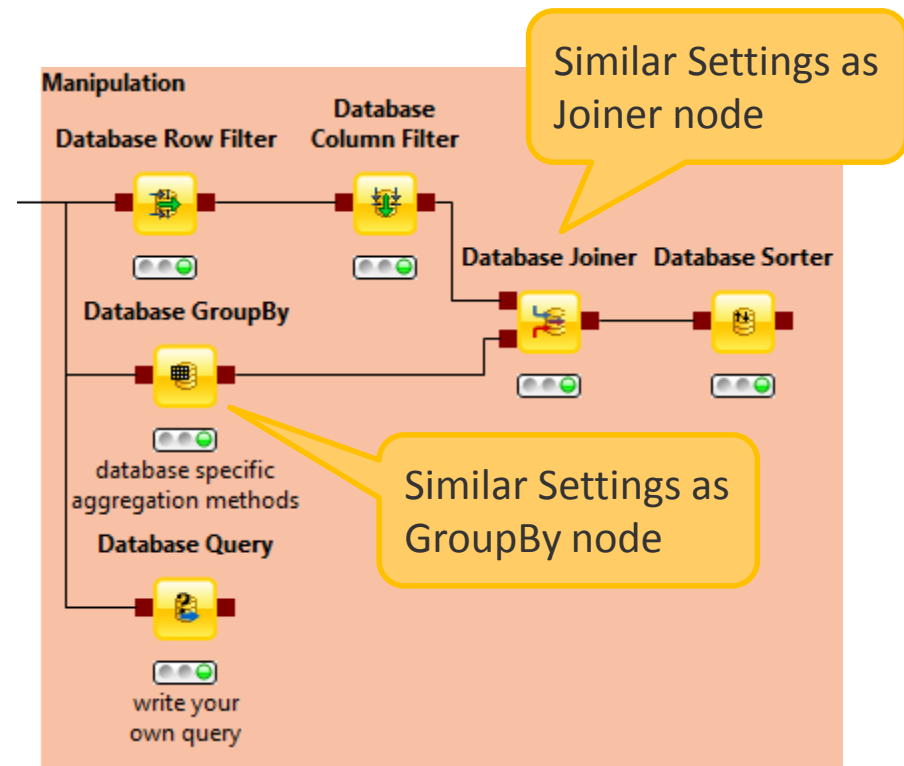 Similar Settings as
Joiner node
Manipulation
Database Row Filter
Database
Column Filter
Database Joiner
Database Sorter
Database GroupBy
database specific
aggregation methods
Similar Settings as
GroupBy node
Database Query
write your
own query